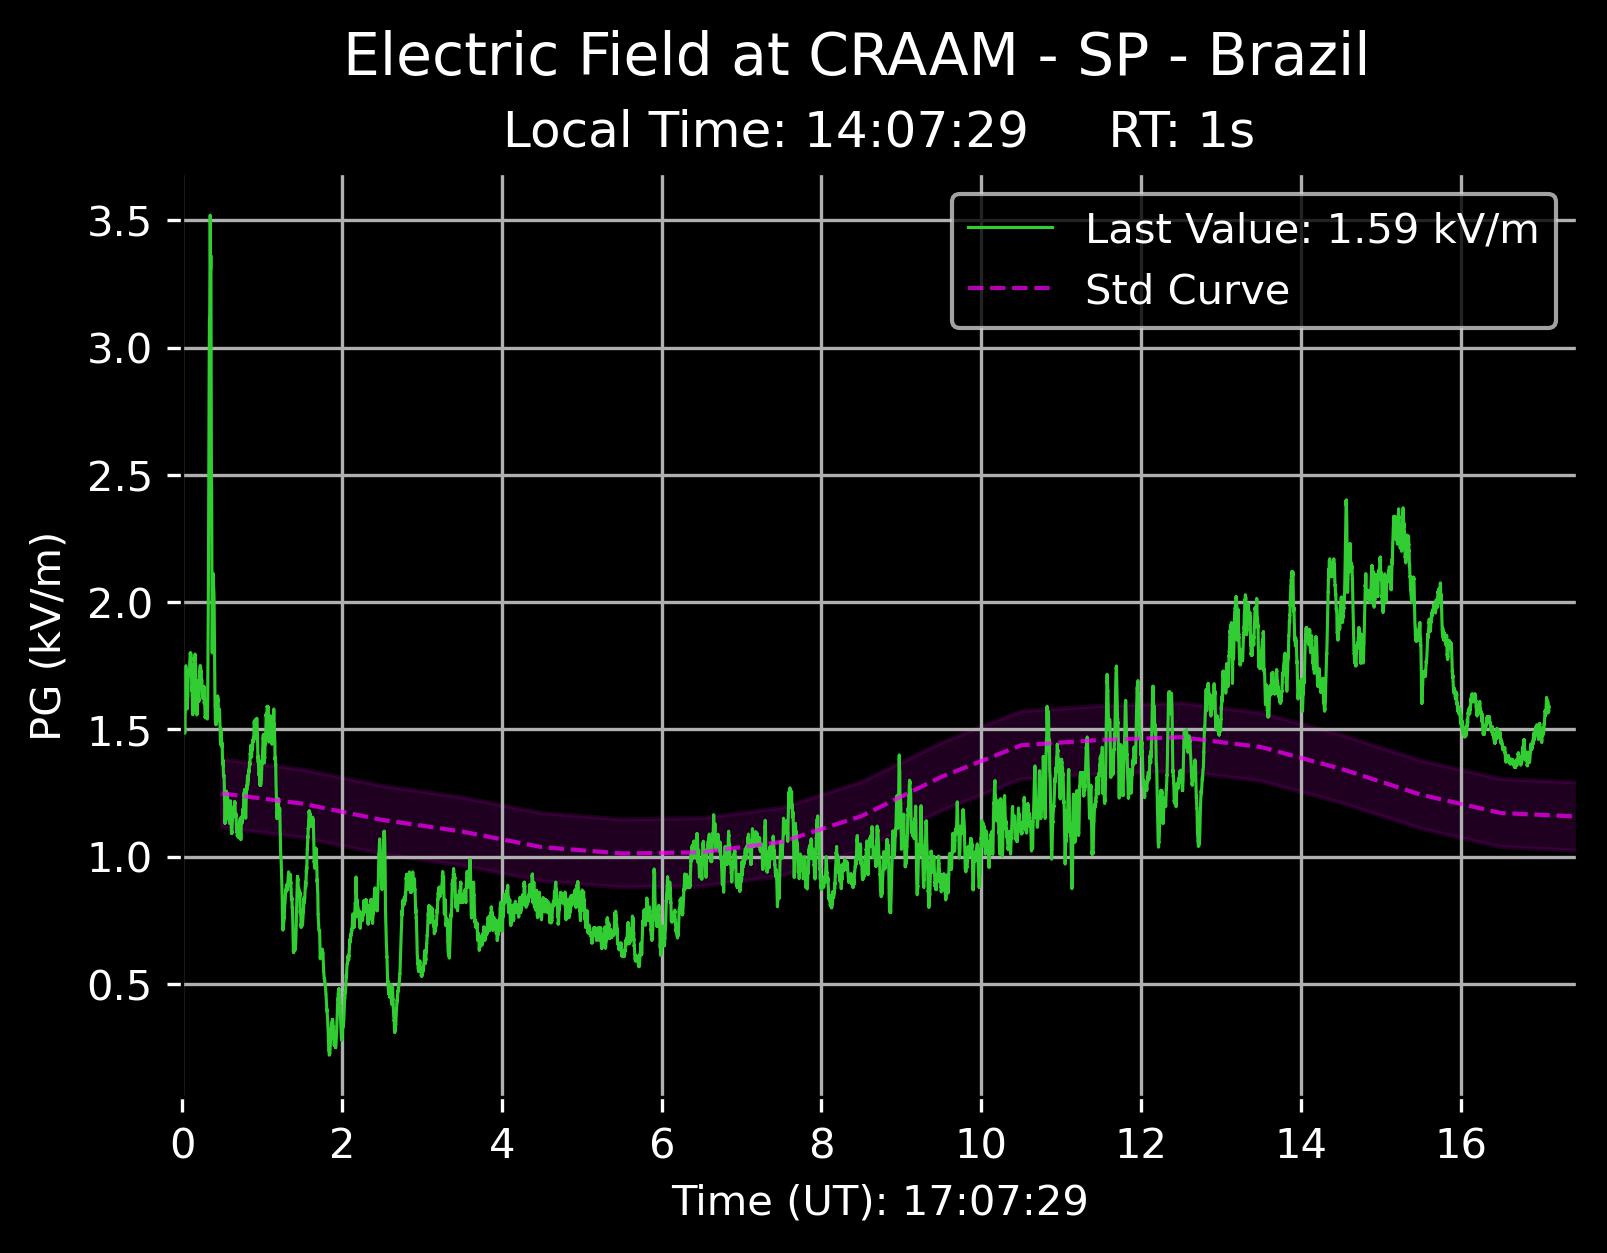 Electric Field at CRAAM - SP - Brazil
Local Time: 14:07:29 RT: 1s
Last Value: 1.59 kV/m
Std Curve
PG (kV/m)
3.5
3.0
2.5
2.0
1.5
1.0
0.5
0 2 4 6 8 10 12 14 16
Time (UT): 17:07:29